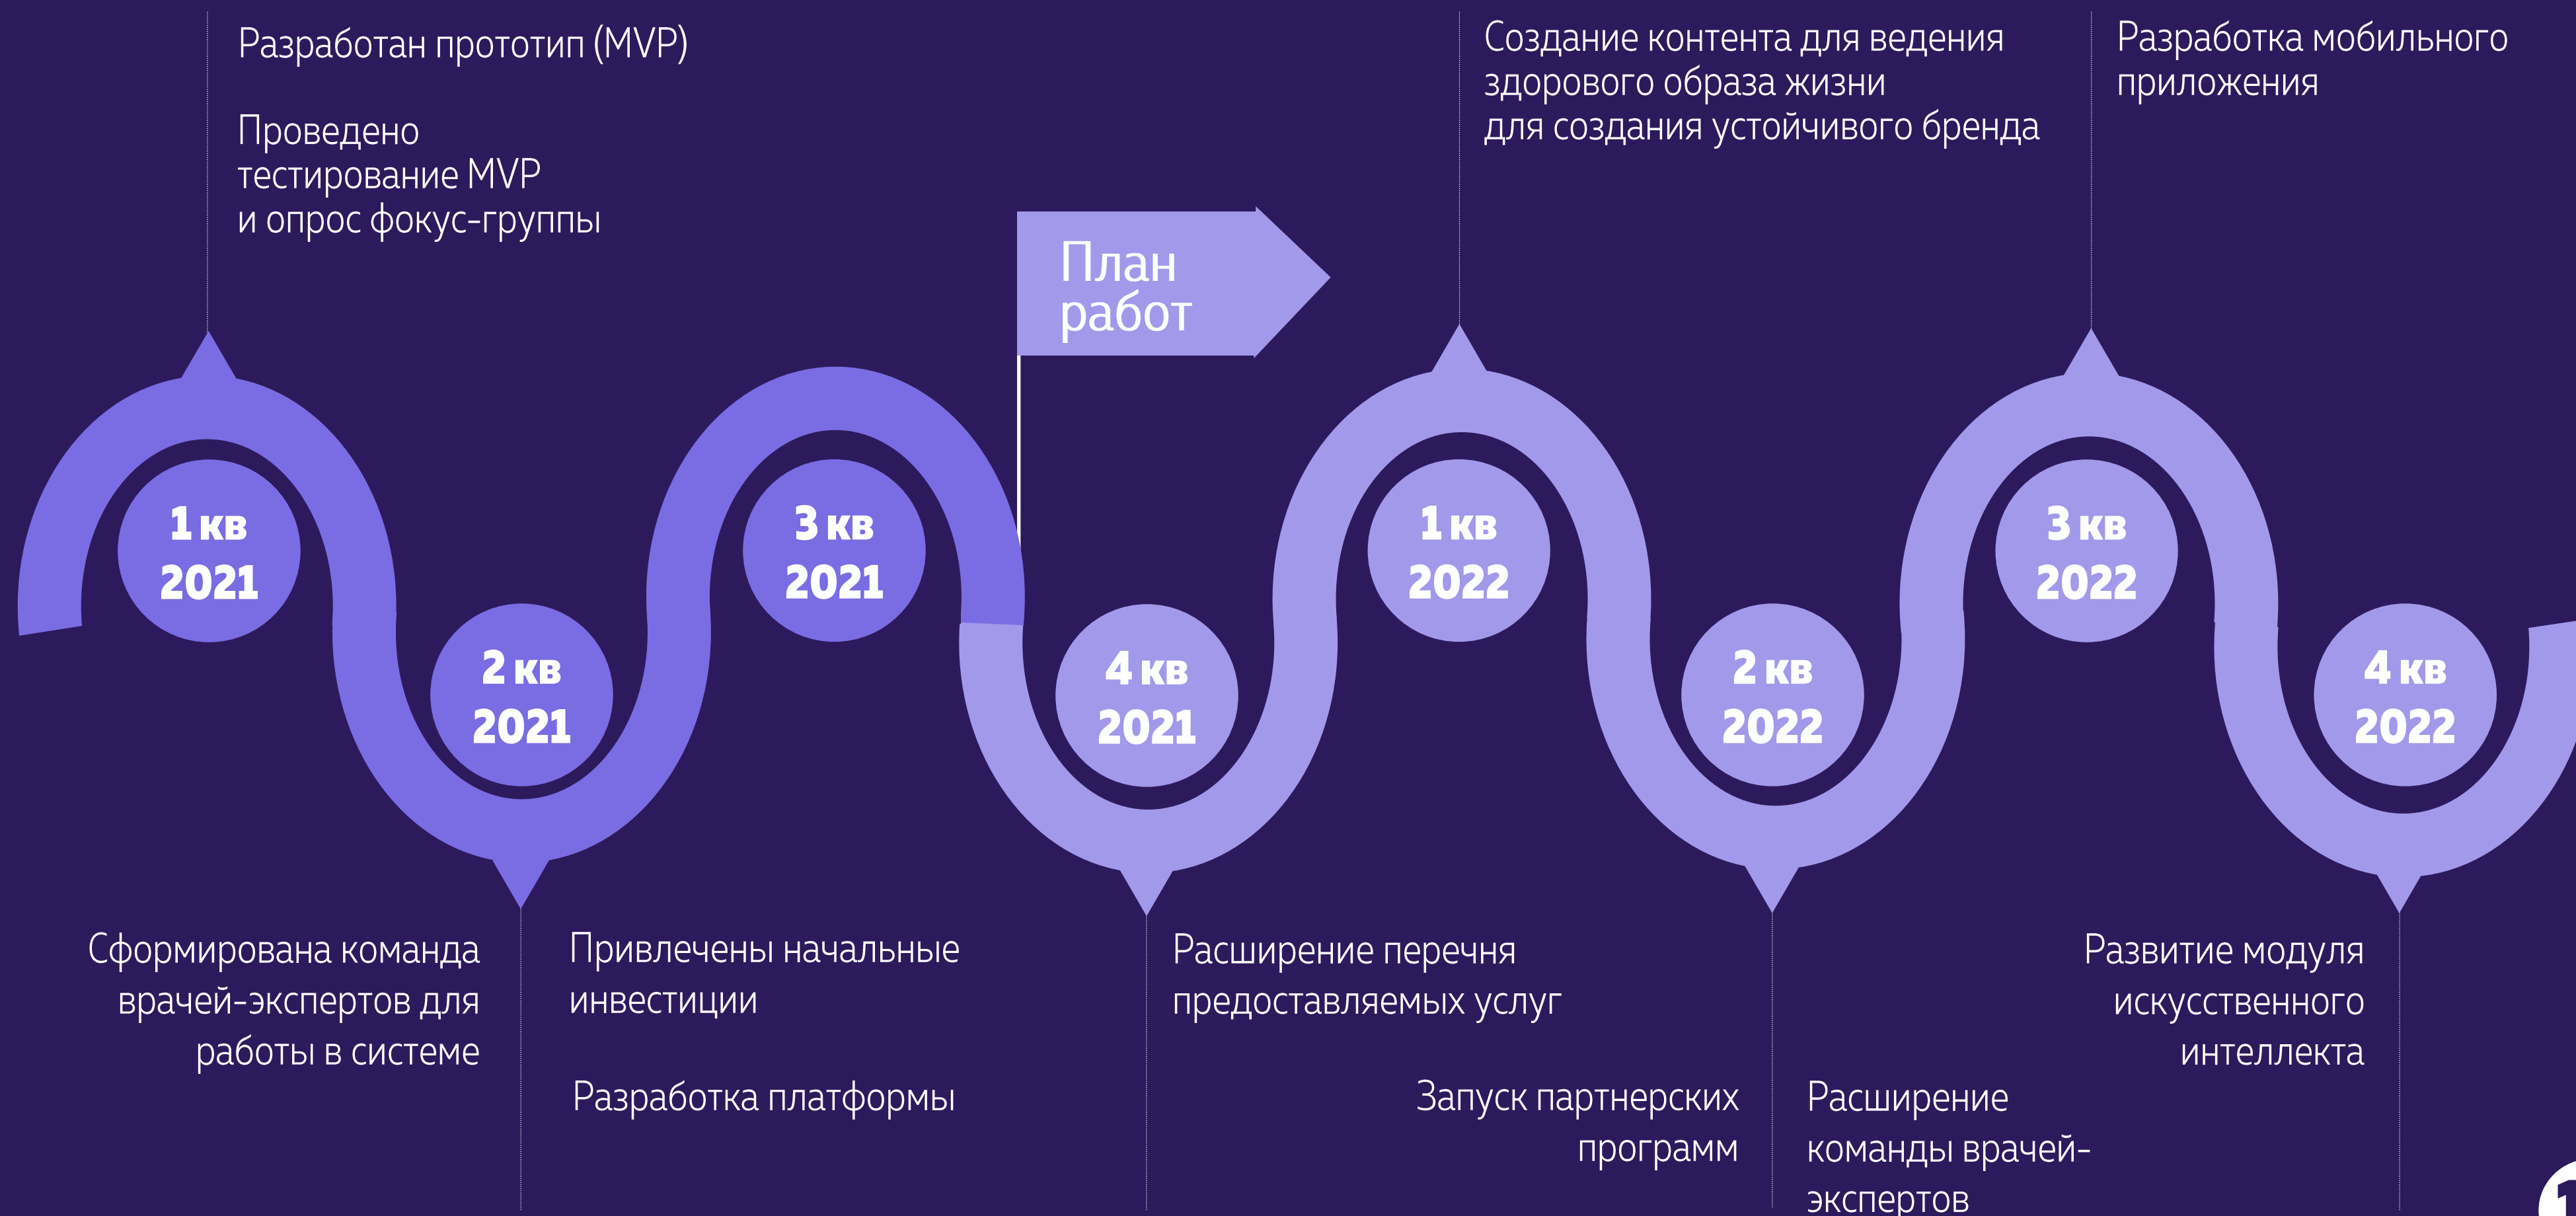 Разработан прототип (MVP)
Проведено
тестирование MVP
и опрос фокус-группы
Создание контента для ведения
здорового образа жизни
для создания устойчивого бренда
Разработка мобильного
приложения
План
работ
1 кв
2021
2 кв
2021
3 кв
2021
4 кв
2021
1 кв
2022
2 кв
2022
3 кв
2022
4 кв
2022
Сформирована команда
врачей-экспертов для
работы в системе
Привлечены начальные
инвестиции
Разработка платформы
Расширение перечня
предоставляемых услуг
Запуск партнерских
программ
Расширение
команды врачей-
экспертов
Развитие модуля
искусственного
интеллекта